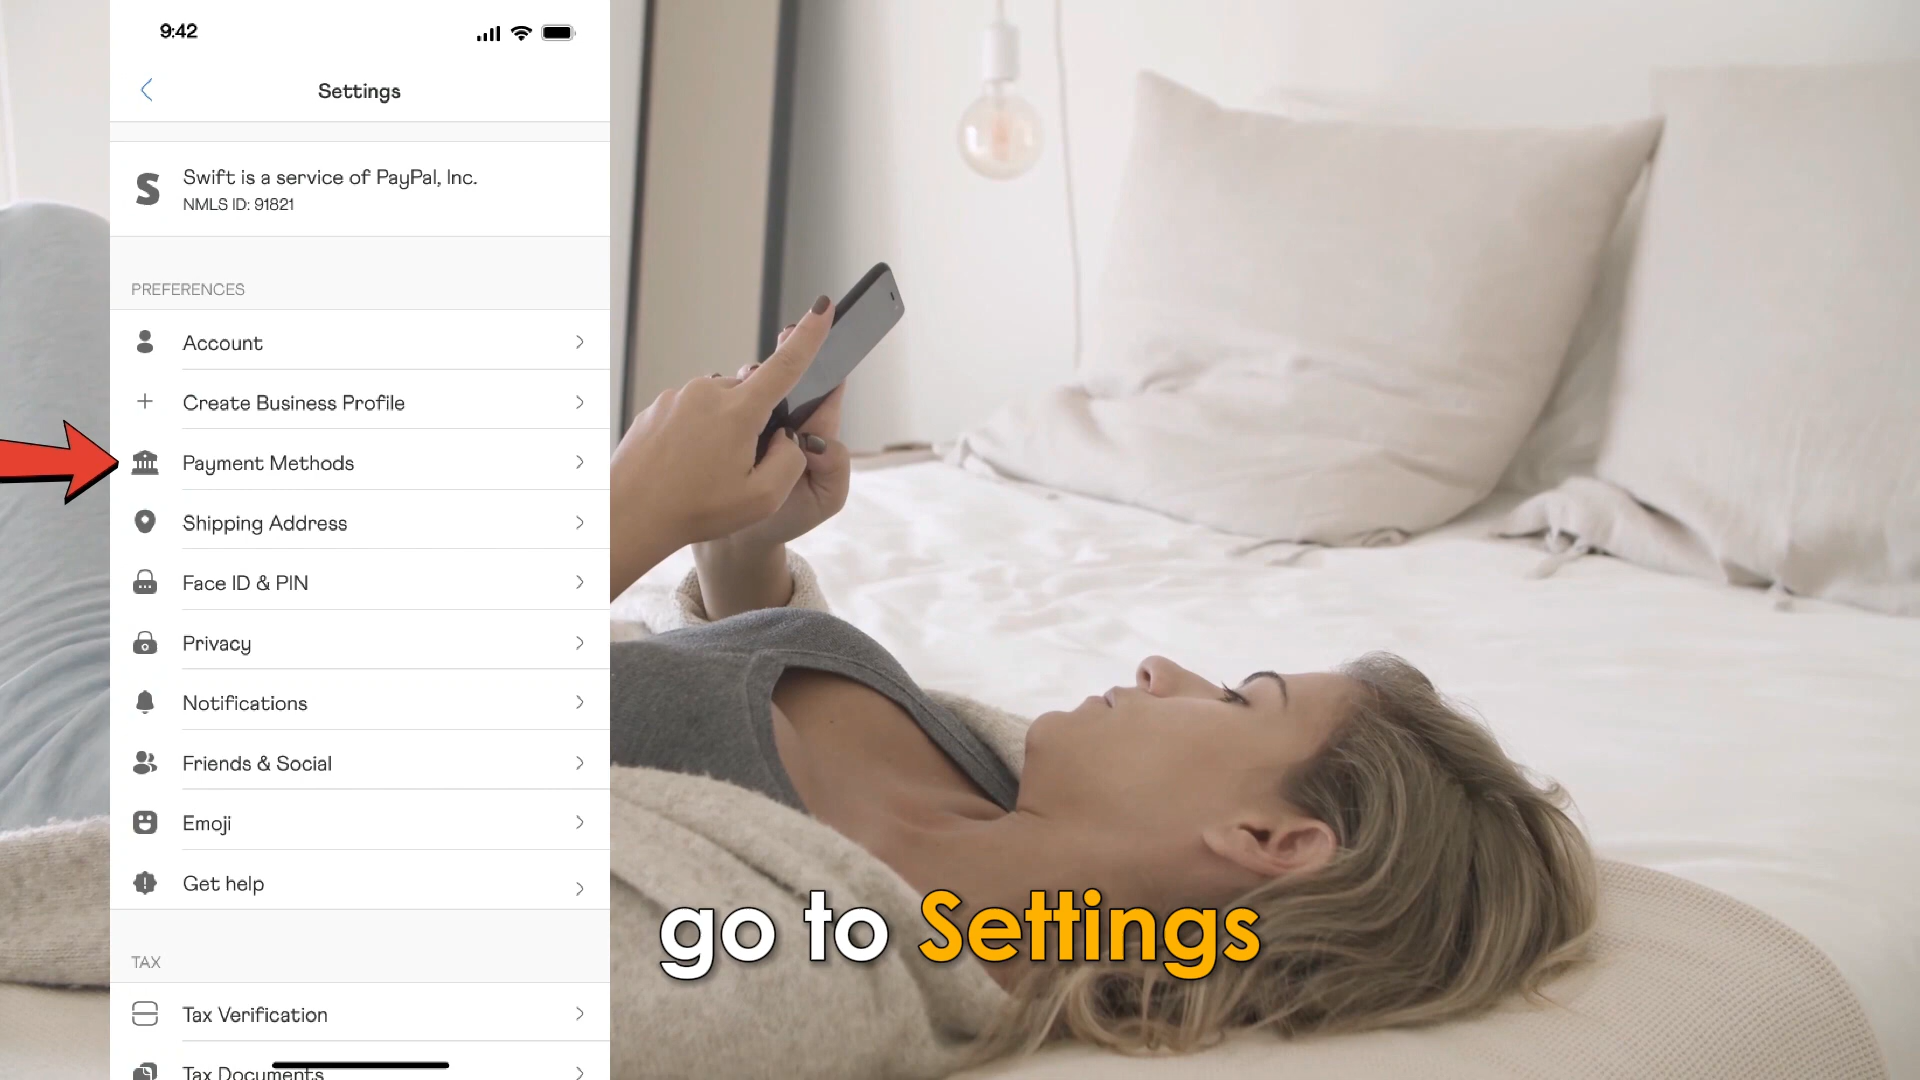 9:42
Settings
S
Swift is a service of PayPal, Inc.
NMLS ID: 91821
PREFERENCES
Account
Create Business Profile
Payment Methods
Shipping Address
Face ID & PIN
Privacy
Notifications
Friends & Social
Emoji
Get help
TAX
Tax Verification
Tax Documents
go to Settings